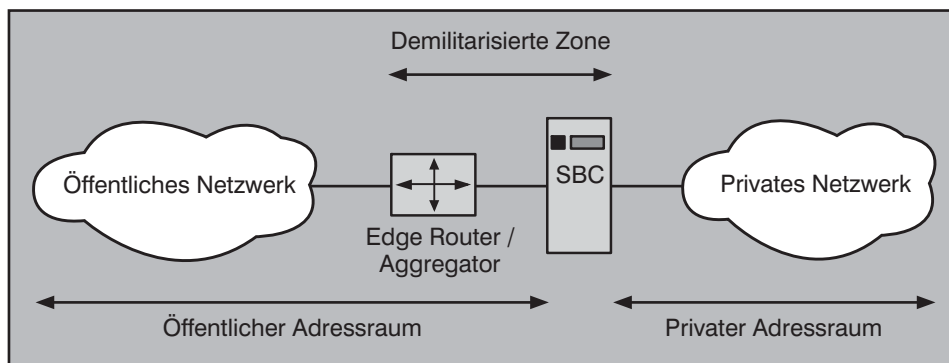 Demilitarisierte Zone
Öffentliches Netzwerk
SBC
Privates Netzwerk
Edge Router /
Aggregator
Öffentlicher Adressraum
Privater Adressraum